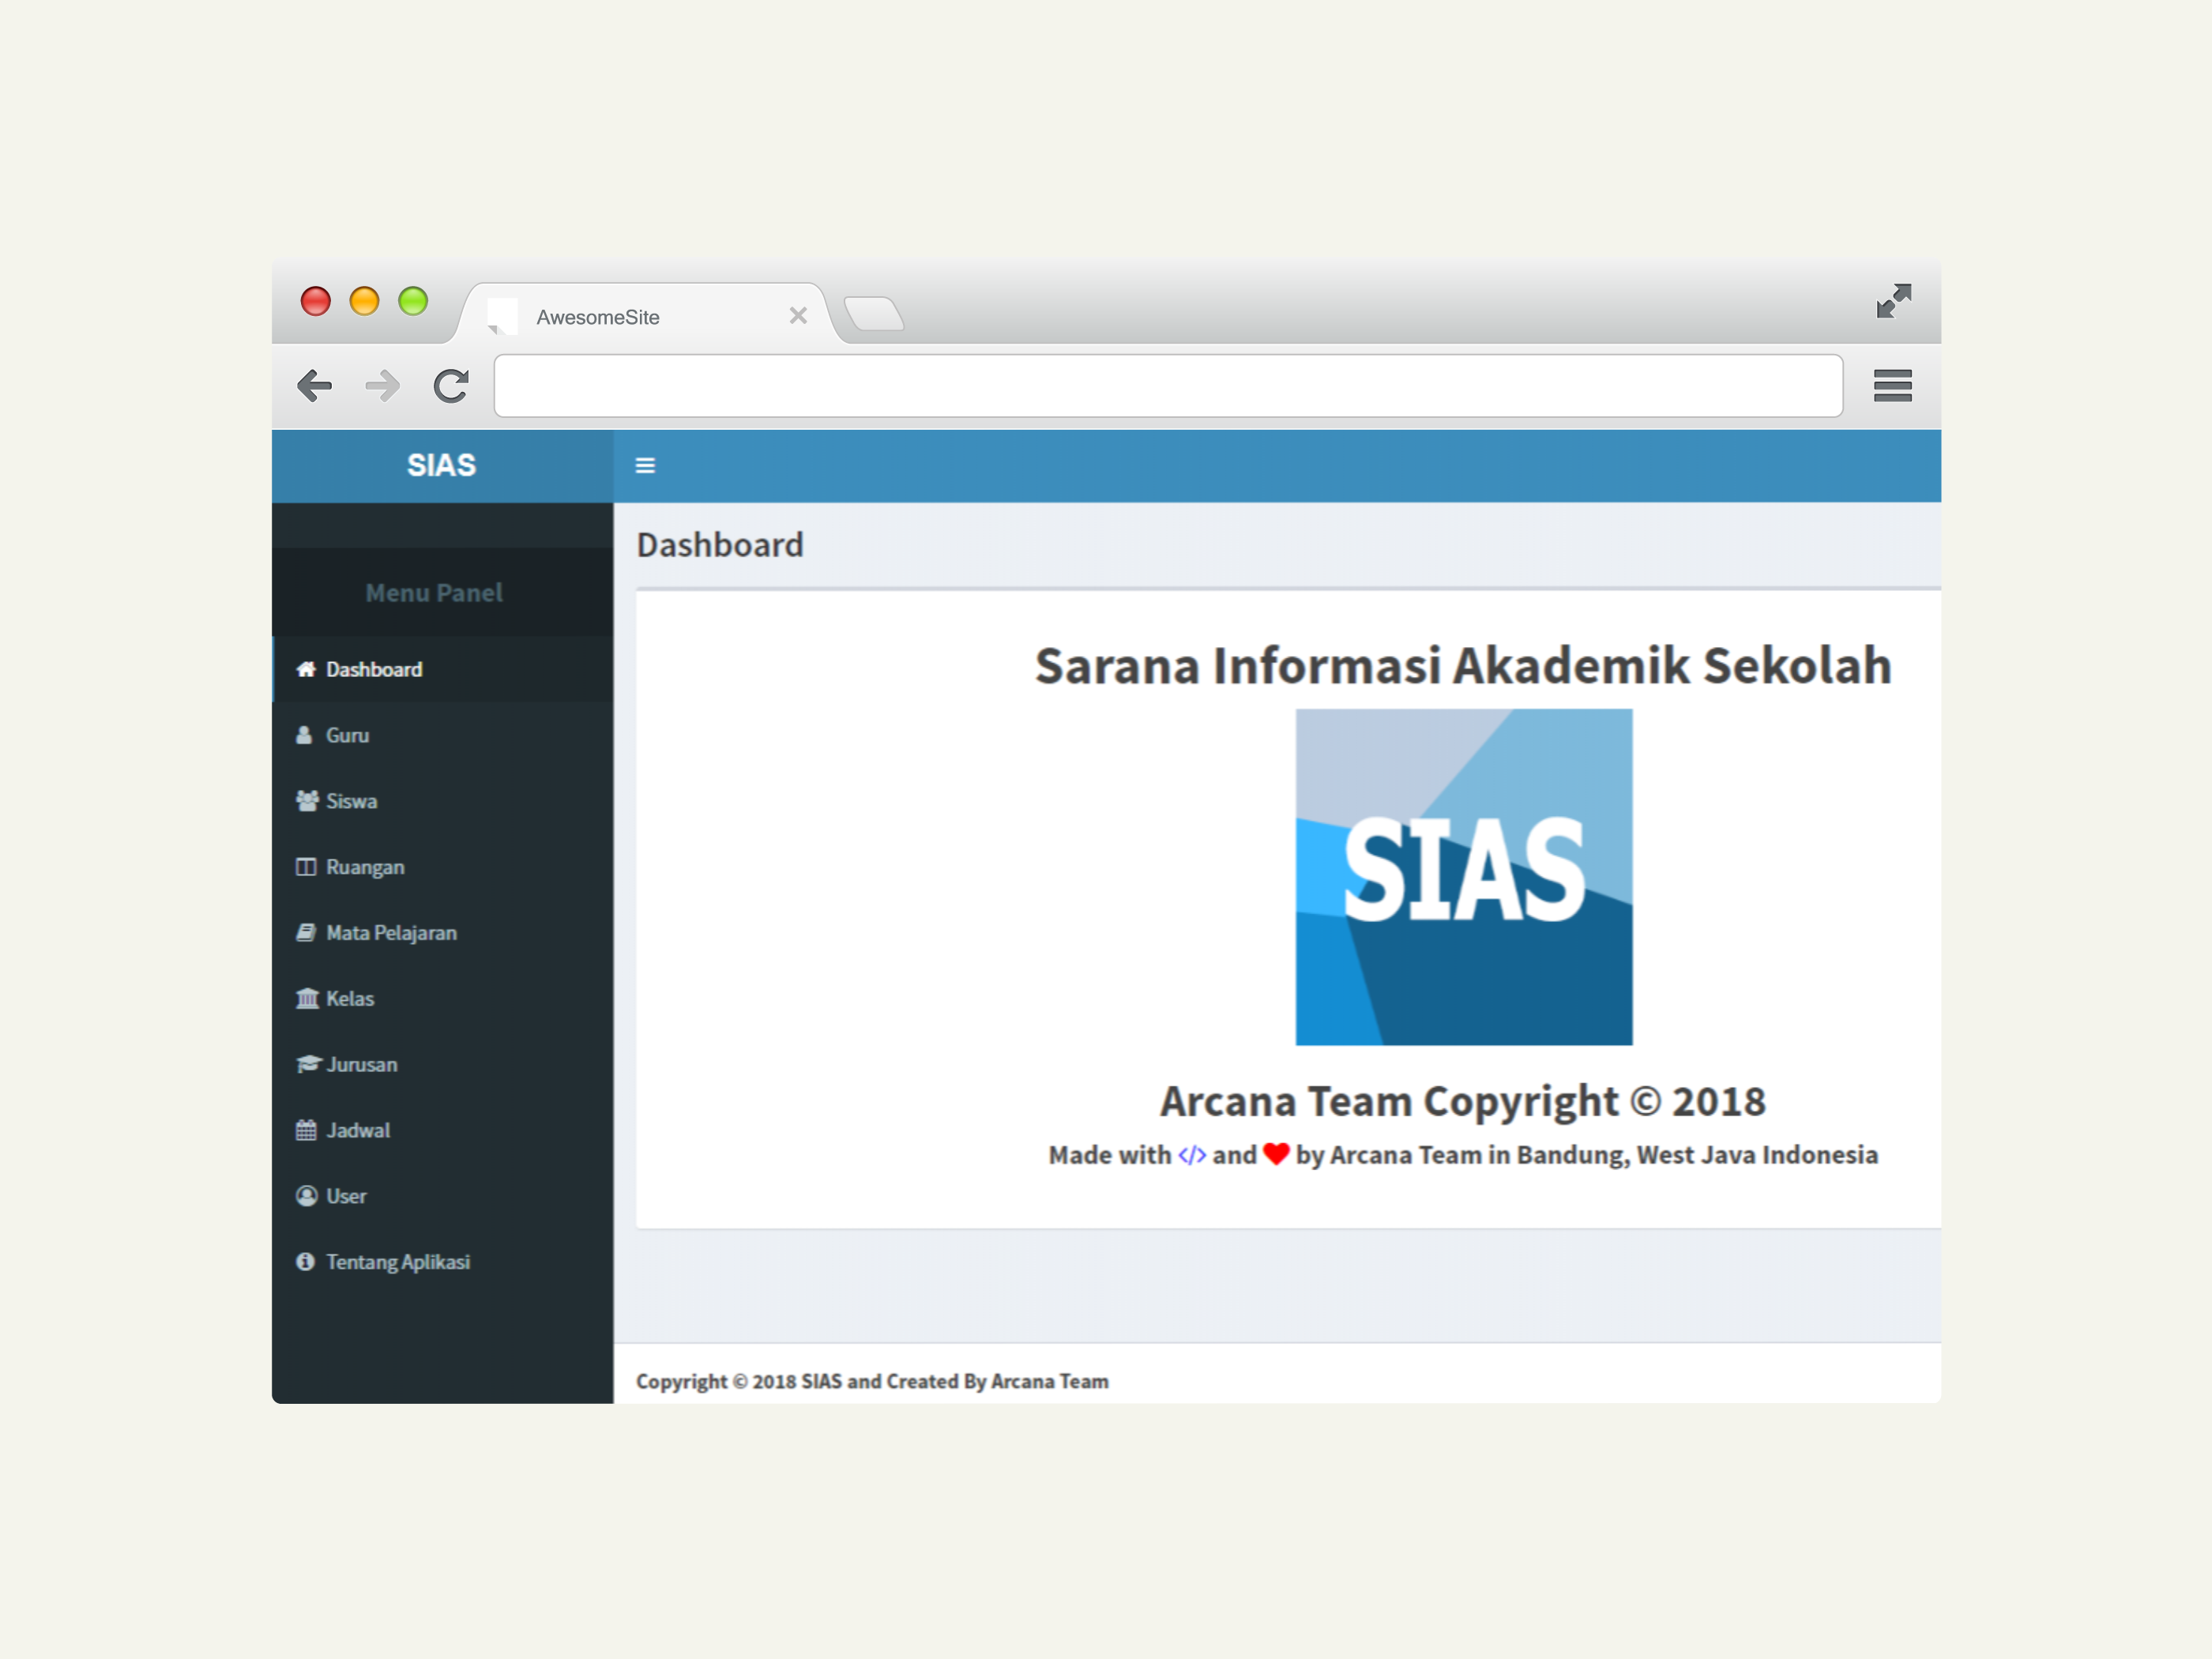 AwesomeSite
SIAS
Dashboard
Menu Panel
Dashboard
Guru
Siswa
Ruangan
Mata Pelajaran
Kelas
Jurusan
Jadwal
User
Tentang Aplikasi
Sarana Informasi Akademik Sekolah
SIAS
Arcana Team Copyright © 2018
Made with </> and ❤ by Arcana Team in Bandung, West Java Indonesia
Copyright © 2018 SIAS and Created By Arcana Team